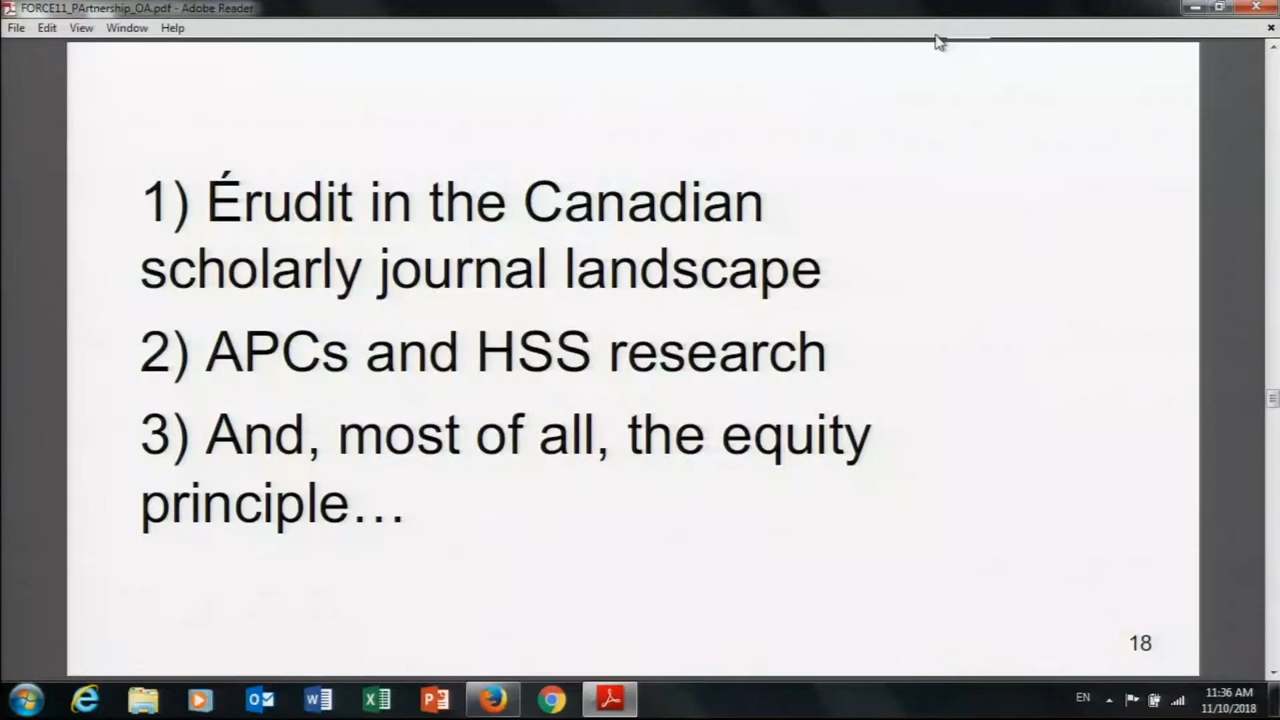 FORCE11_PArtnership_OA.pdf - Adobe Reader
File Edit View Window Help
1) Érudit in the Canadian
scholarly journal landscape
2) APCs and HSS research
3) And, most of all, the equity
principle…
18
EN
11:36 AM
11/10/2018